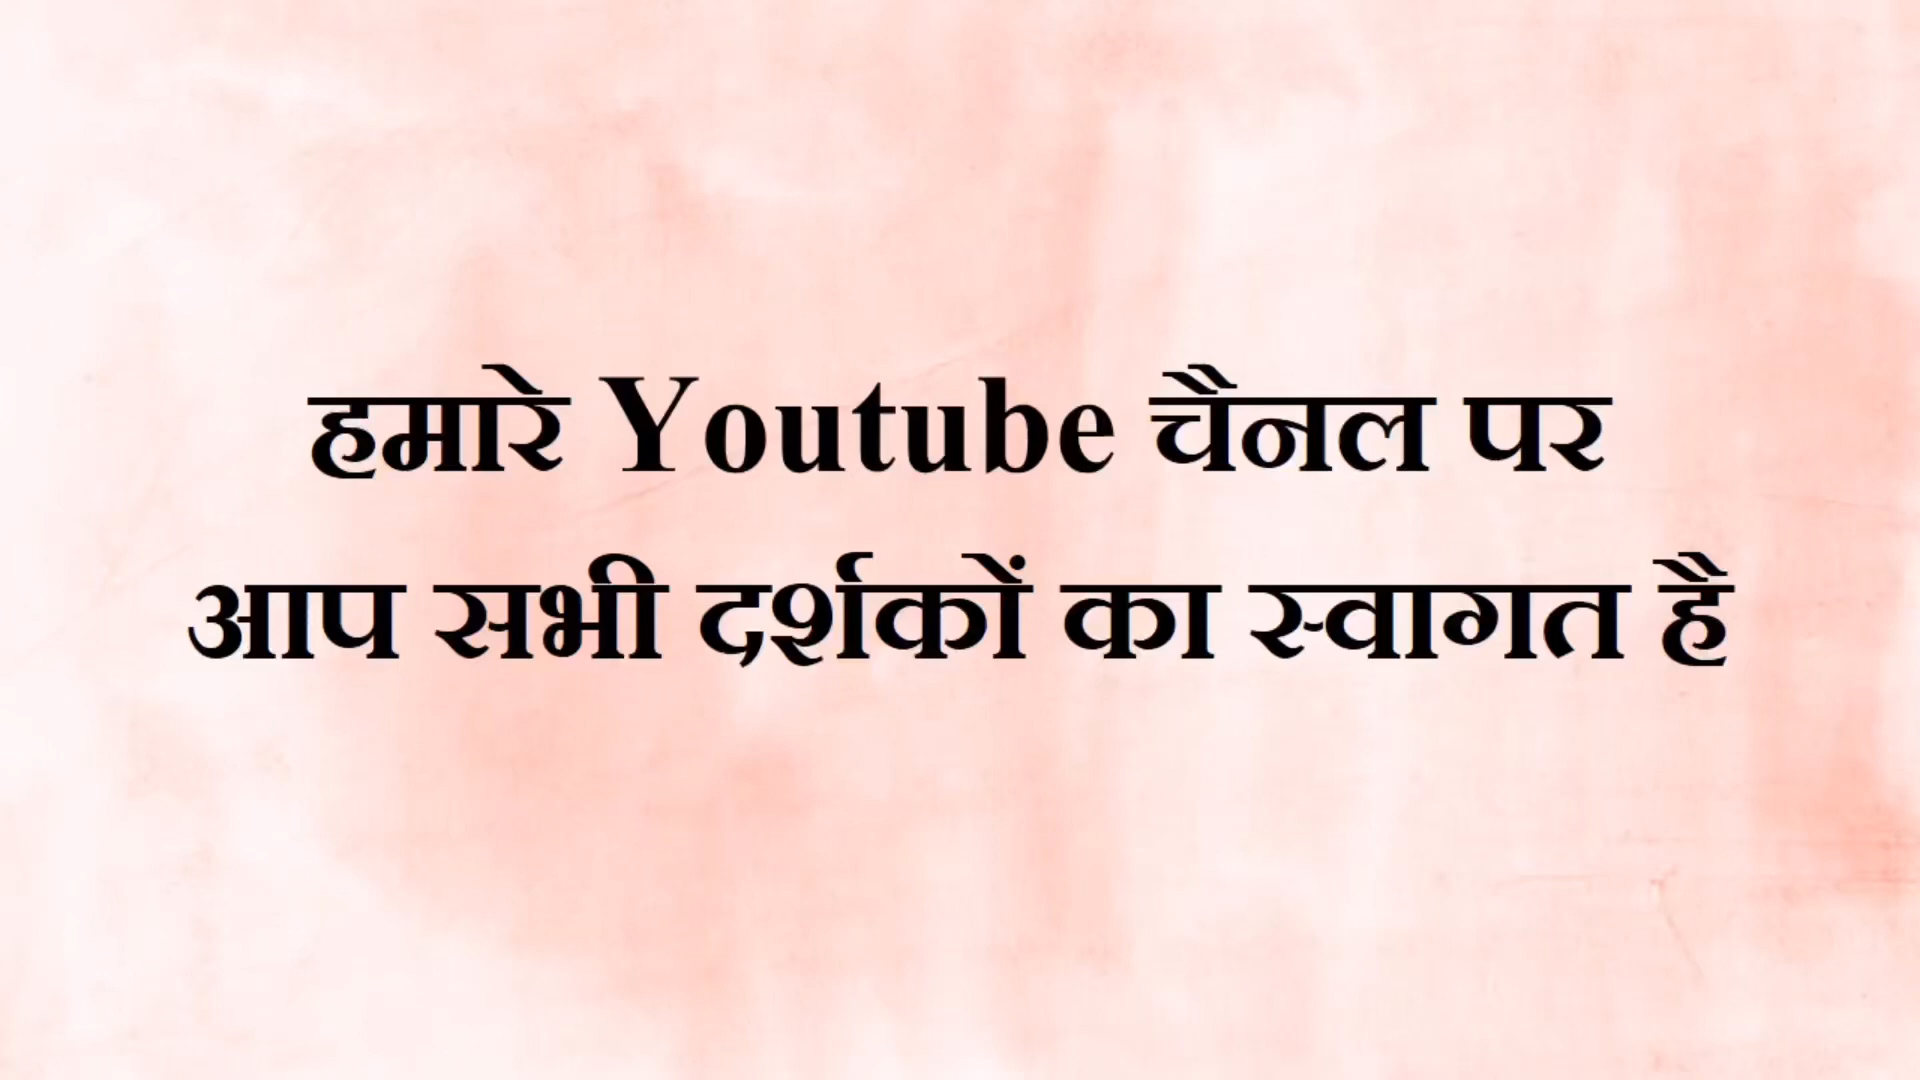 हमारे Youtube चैनल पर
आप सभी दर्शकों का स्वागत है